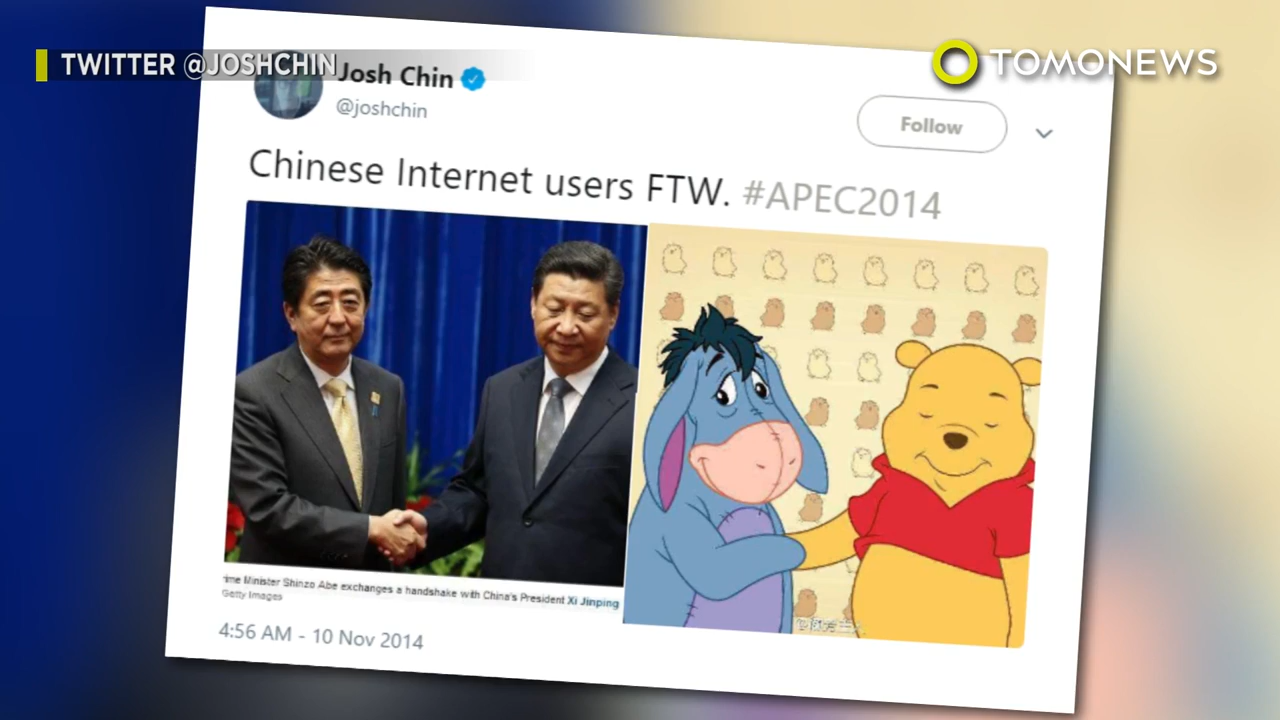 TWITTER @JOSHCHIN
TOMONEWS
Josh Chin
@joshchin
Follow
Chinese Internet users FTW. #APEC2014
ime Minister Shinzo Abe exchanges a handshake with China's President Xi Jinping
Getty Images
4:56 AM - 10 Nov 2014